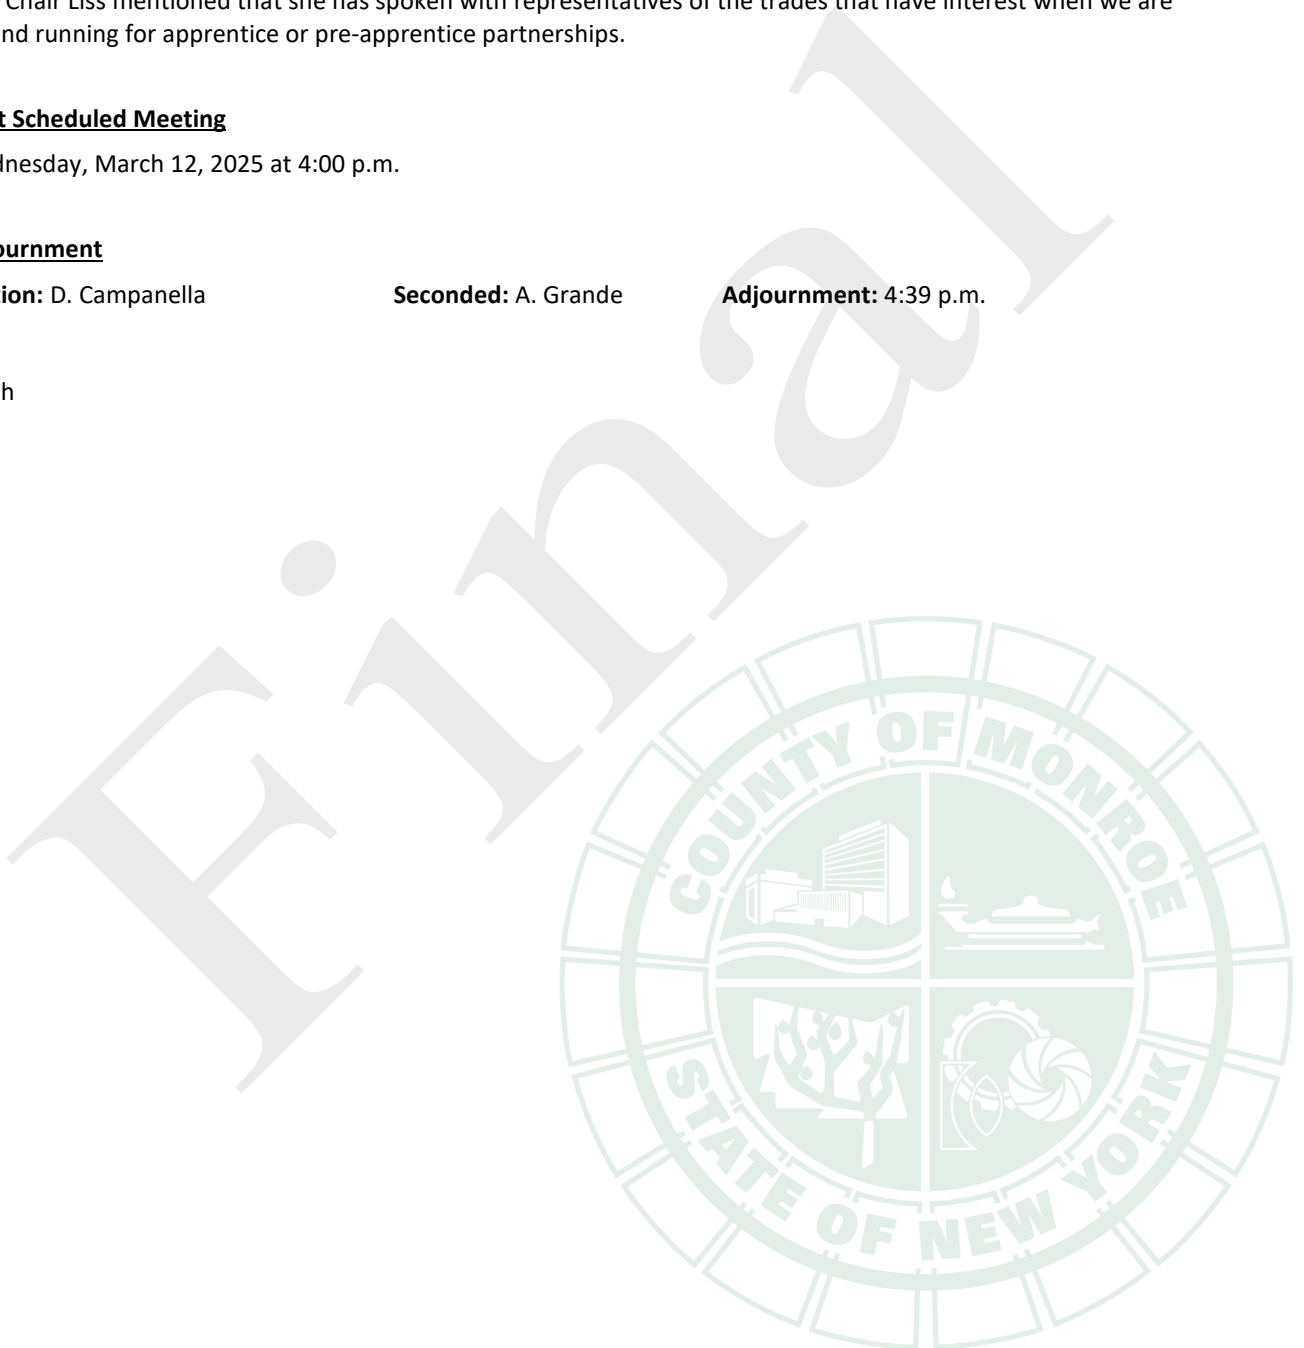 Chair Liss mentioned that she has spoken with representatives of the trades that have interest when we are
nd running for apprentice or pre-apprentice partnerships.
t Scheduled Meeting
dnesday, March 12, 2025 at 4:00 p.m.
ournment
tion: D. Campanella Seconded: A. Grande Adjournment: 4:39 p.m.
h
Final
COUNTY OF MONROE
STATE OF NEW YORK